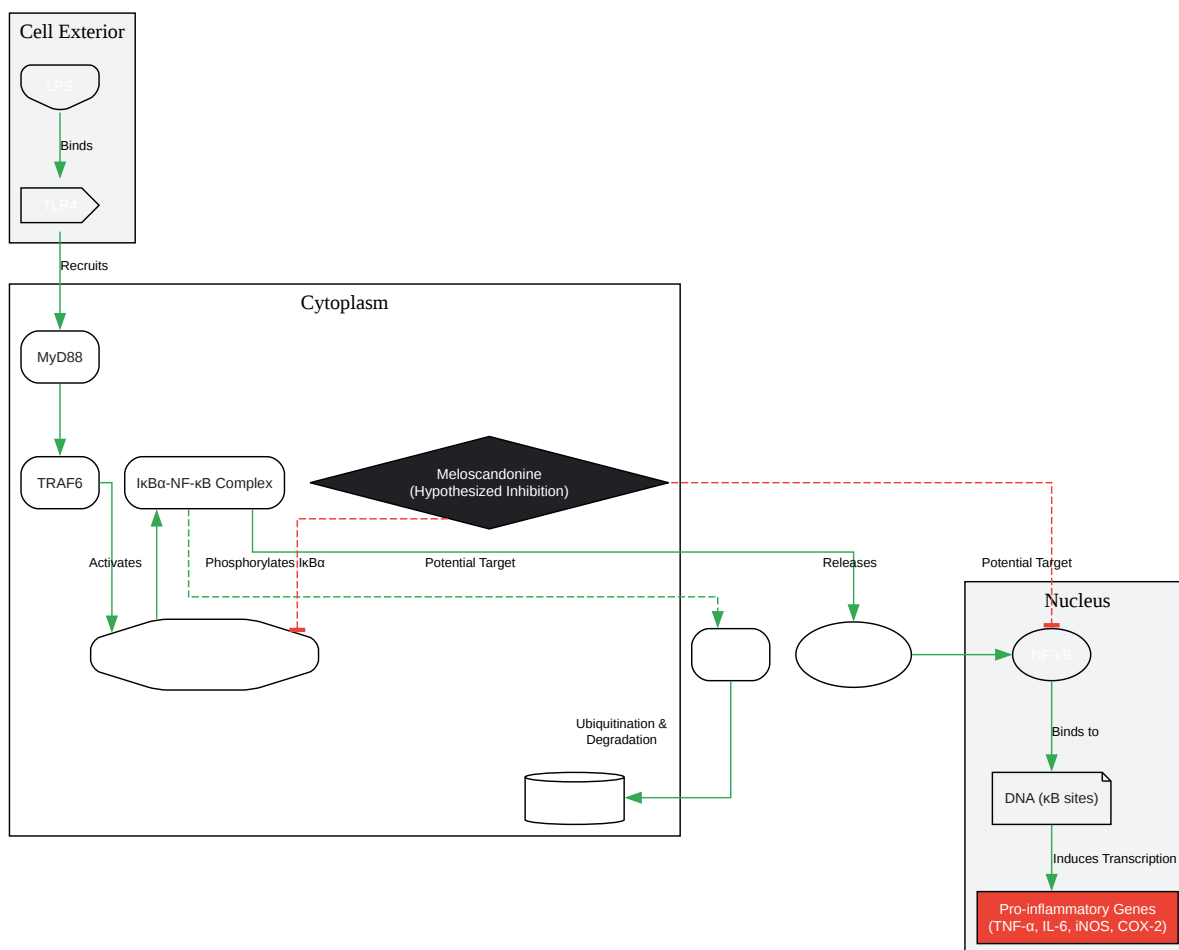 Cell Exterior
LPS
Binds
TLR4
Recruits
Cytoplasm
MyD88
TRAF6
IκBα-NF-κB Complex
Meloscandonine
(Hypothesized Inhibition)
Activates
Phosphorylates IκBα
Potential Target
Releases
Potential Target
Nucleus
NF-κB
Ubiquitination &
Degradation
Binds to
DNA (κB sites)
Induces Transcription
Pro-inflammatory Genes
(TNF-α, IL-6, iNOS, COX-2)